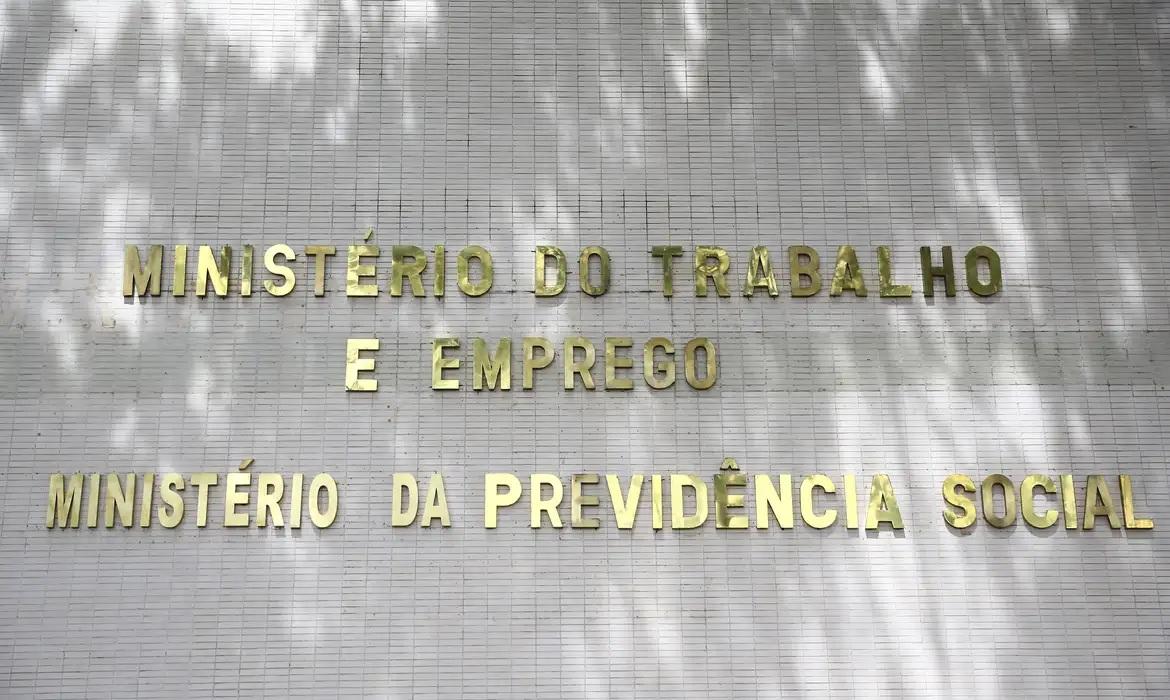 MINISTÉRIO DO TRABALHO
E EMPREGO
MINISTÉRIO DA PREVIDÊNCIA SOCIAL